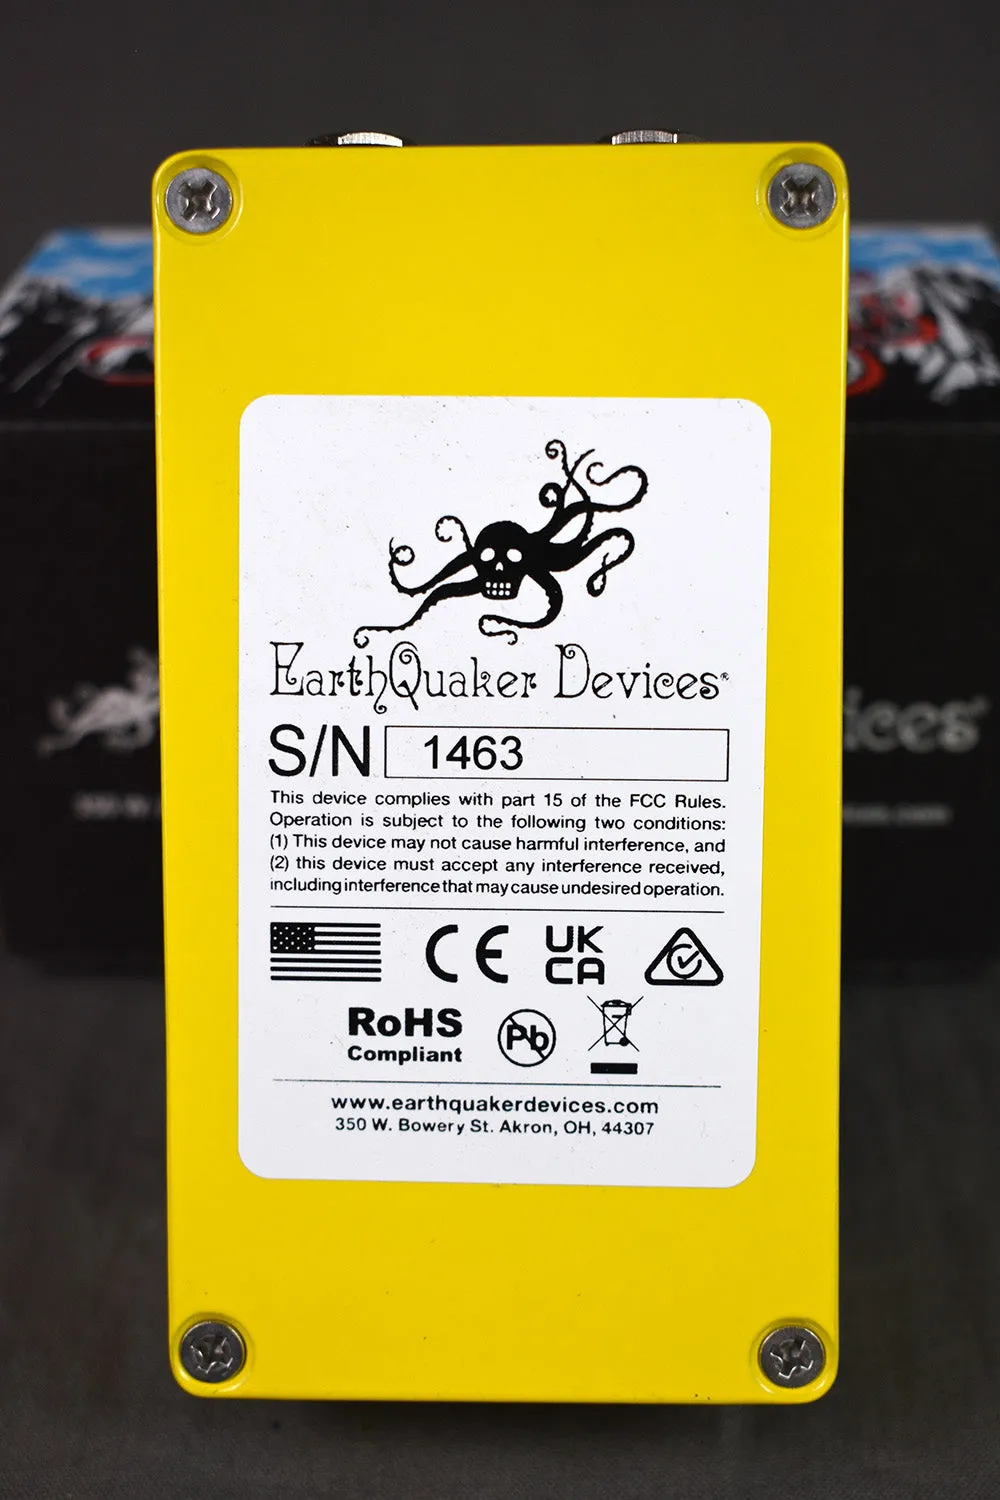 EarthQuaker Devices®
S/N 1463
This device complies with part 15 of the FCC Rules.
Operation is subject to the following two conditions:
(1) This device may not cause harmful interference, and
(2) this device must accept any interference received,
including interference that may cause undesired operation.
CE UK
CA
RoHS
Compliant
Pb
www.earthquakerdevices.com
350 W. Bowery St. Akron, OH, 44307
ices
350 W